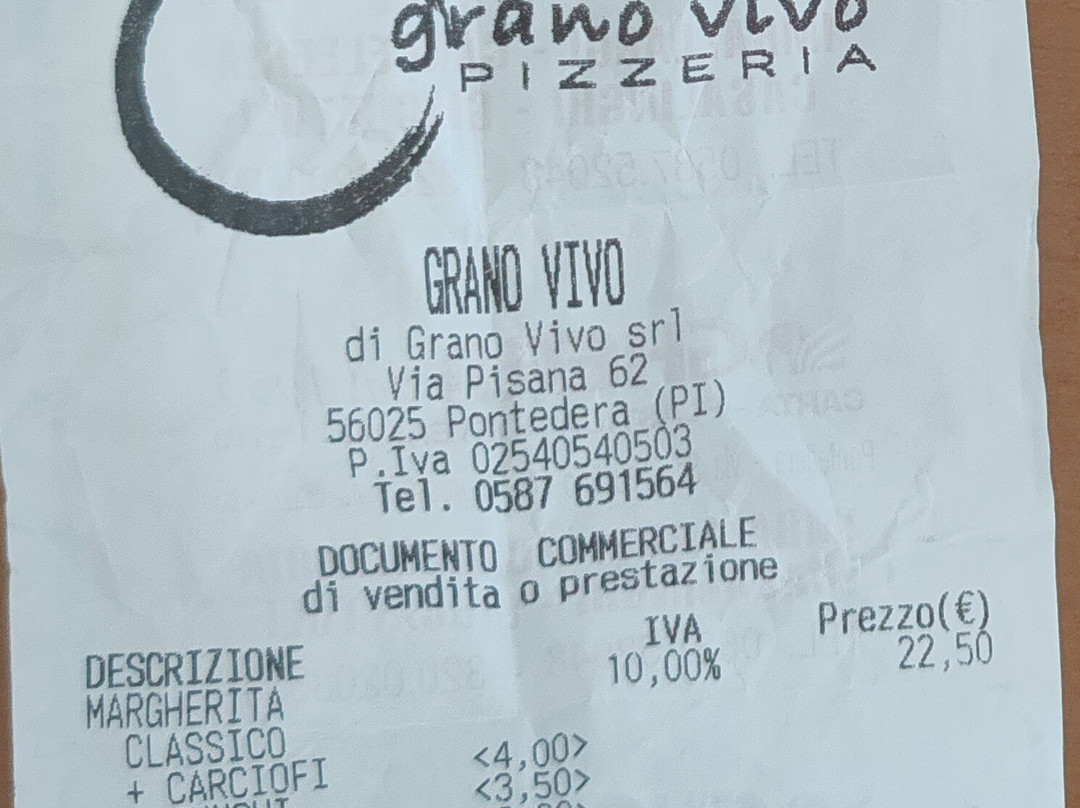 grano vivo
PIZZERIA
GRANO VIVO
di Grano Vivo srl
Via Pisana 62
56025 Pontedera (PI)
P.Iva 02540540503
Tel. 0587 691564
DOCUMENTO COMMERCIALE
di vendita o prestazione
DESCRIZIONE IVA Prezzo(€)
MARGHERITA 10,00% 22,50
CLASSICO <4,00>
+ CARCIOFI <3,50>